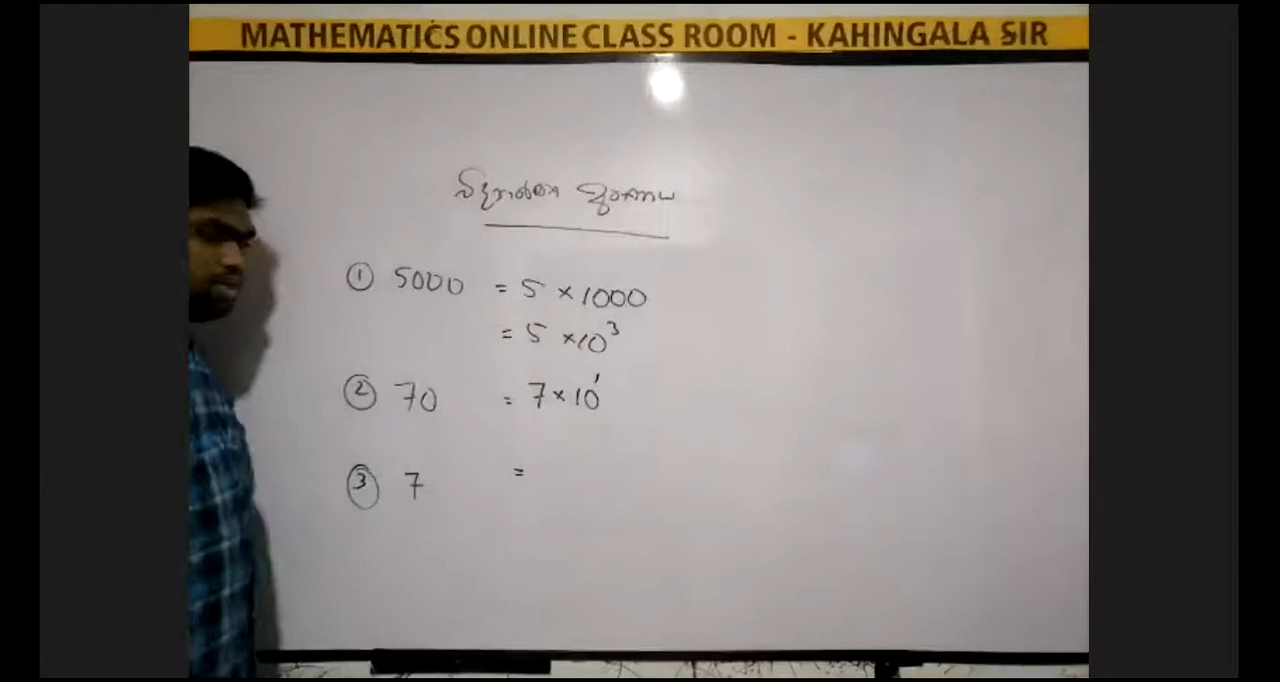 MATHEMATICS ONLINE CLASS ROOM - KAHINGALA SIR
විද්‍යාත්මක අංකනය
① 5000 = 5 × 1000
= 5 × 10³
② 70 = 7 × 10¹
③ 7 =